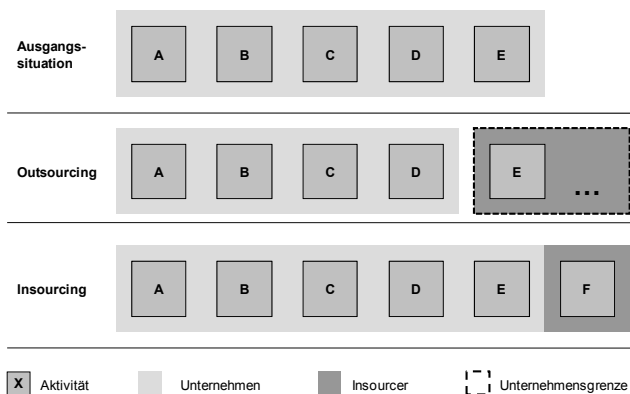 Ausgangs-
situation
A B C D E
Outsourcing
A B C D E ...
Insourcing
A B C D E F
X Aktivität Unternehmen Insourcer Unternehmensgrenze